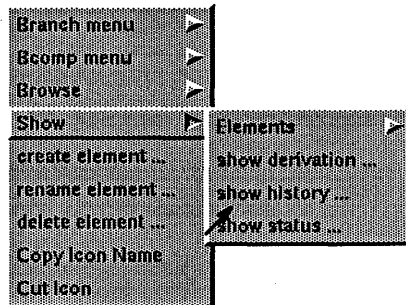 Branch menu
Bcomp menu
Browse
Show
create element ...
rename element ...
delete element ...
Copy Icon Name
Cut Icon
Elements
show derivation ...
show history ...
show status ...